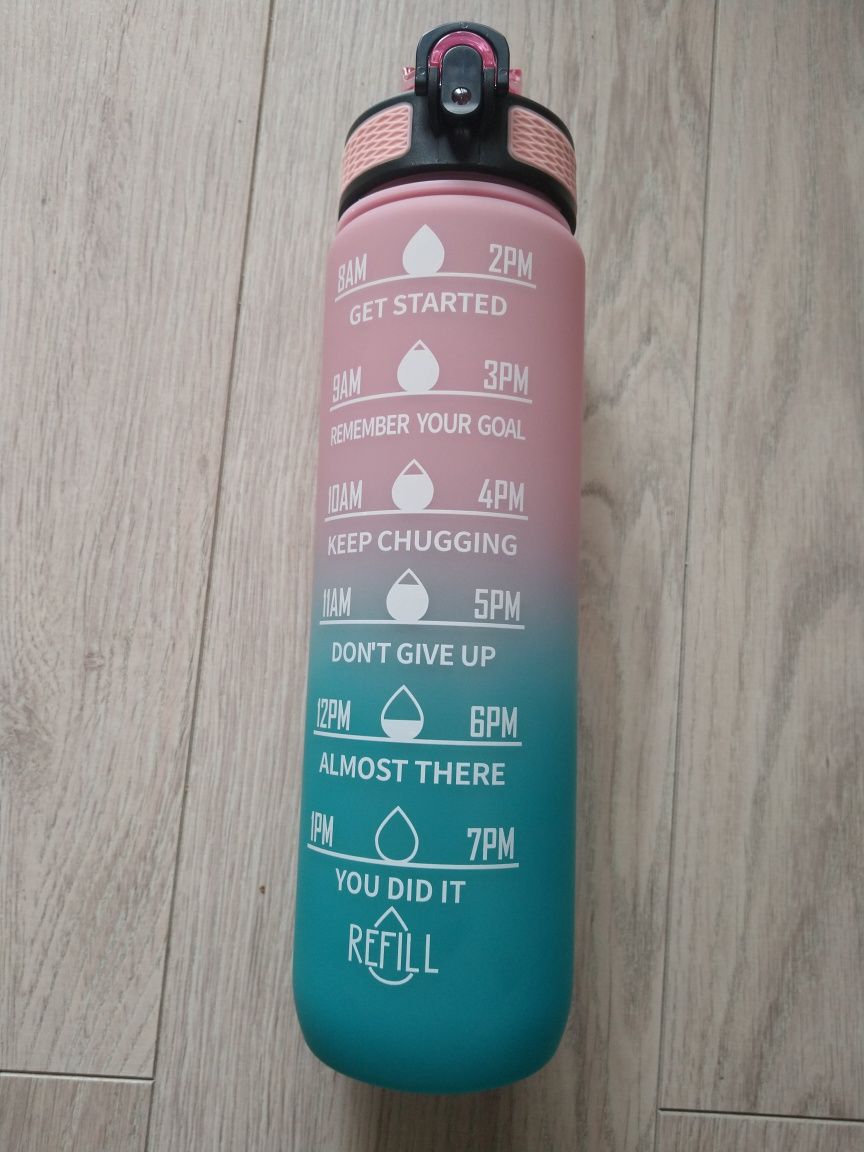 8AM 2PM
GET STARTED
9AM 3PM
REMEMBER YOUR GOAL
10AM 4PM
KEEP CHUGGING
11AM 5PM
DON'T GIVE UP
12PM 6PM
ALMOST THERE
1PM 7PM
YOU DID IT
REFILL